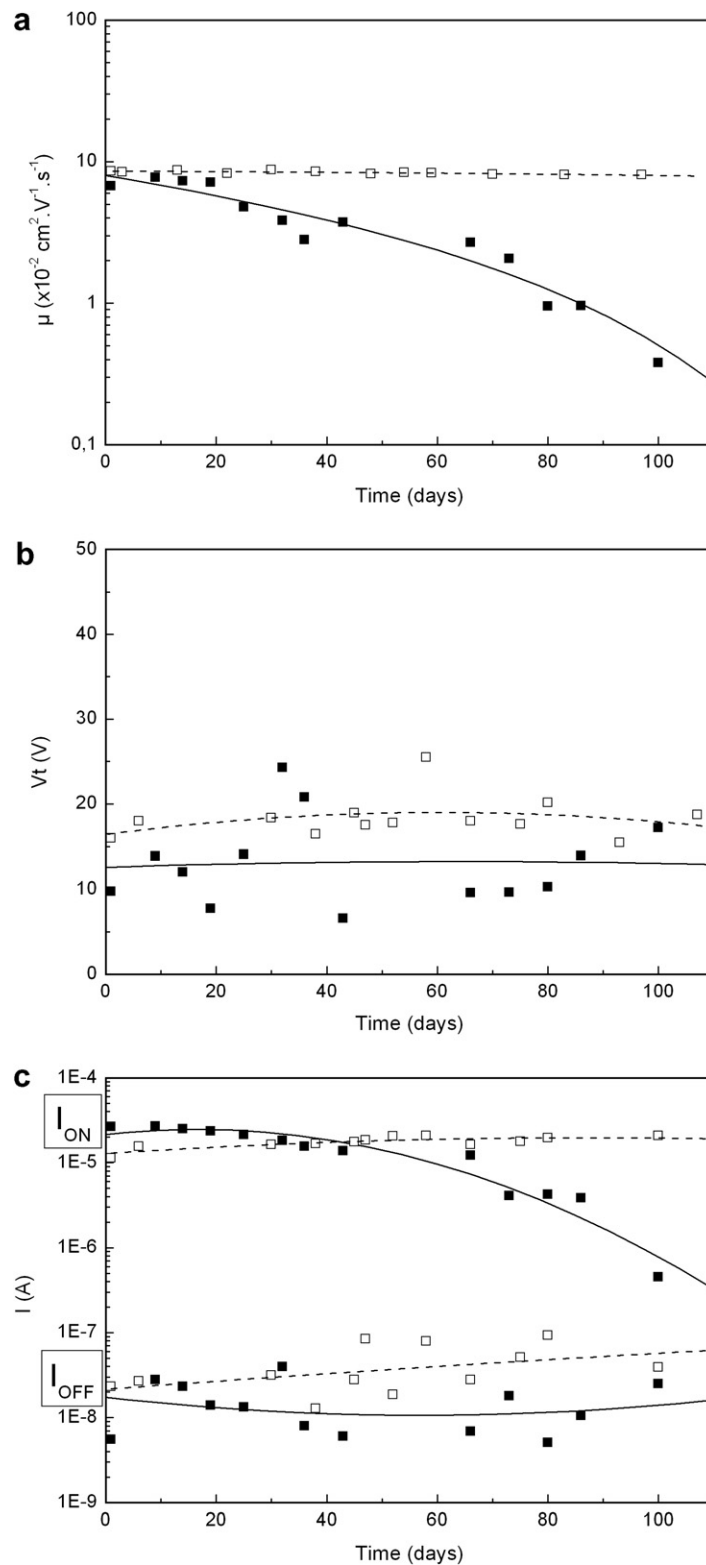 a
100
10
1
0,1
µ (x10⁻² cm².V⁻¹.s⁻¹)
0 20 40 60 80 100
Time (days)
b
50
40
30
20
10
0
Vt (V)
0 20 40 60 80 100
Time (days)
c
1E-4
I_ON
1E-5
1E-6
I (A)
1E-7
I_OFF
1E-8
1E-9
0 20 40 60 80 100
Time (days)